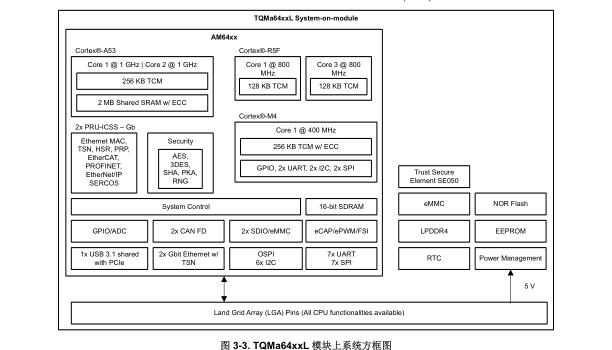 TQMa64xxL System-on-module
AM64xx
Cortex®-A53
Core 1 @ 1 GHz | Core 2 @ 1 GHz
256 KB TCM
2 MB Shared SRAM w/ ECC
Cortex®-R5F
Core 1 @ 800
MHz
128 KB TCM
Core 3 @ 800
MHz
128 KB TCM
Cortex®-M4
Core 1 @ 400 MHz
256 KB TCM w/ ECC
GPIO, 2x UART, 2x I2C, 2x SPI
2x PRU-ICSS – Gb
Ethernet MAC,
TSN, HSR, PRP,
EtherCAT,
PROFINET,
EtherNet/IP
SERCOS
Security
AES,
3DES,
SHA, PKA,
RNG
System Control
16-bit SDRAM
GPIO/ADC
2x CAN FD
2x SDIO/eMMC
eCAP/ePWM/FSI
1x USB 3.1 shared
with PCIe
2x Gbit Ethernet w/
TSN
OSPI
6x I2C
7x UART
7x SPI
Trust Secure
Element SE050
eMMC
NOR Flash
LPDDR4
EEPROM
RTC
Power Management
5 V
Land Grid Array (LGA) Pins (All CPU functionalities available)
图 3-3. TQMa64xxL 模块上系统方框图